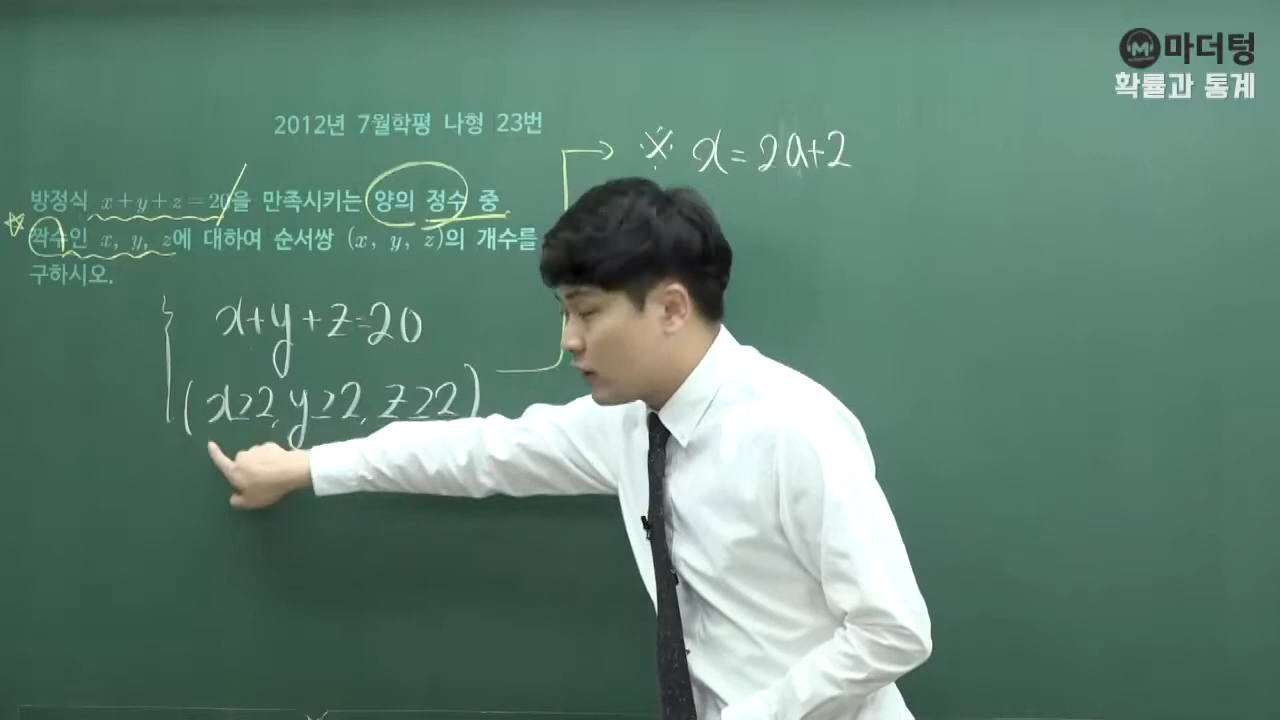 마더텅
확률과 통계
2012년 7월학평 나형 23번
방정식 x+y+z=20을 만족시키는 양의 정수 중
짝수인 x, y, z에 대하여 순서쌍 (x, y, z)의 개수를
구하시오.
※ x=2a+2
x+y+z=20
(x≥2, y≥2, z≥2)